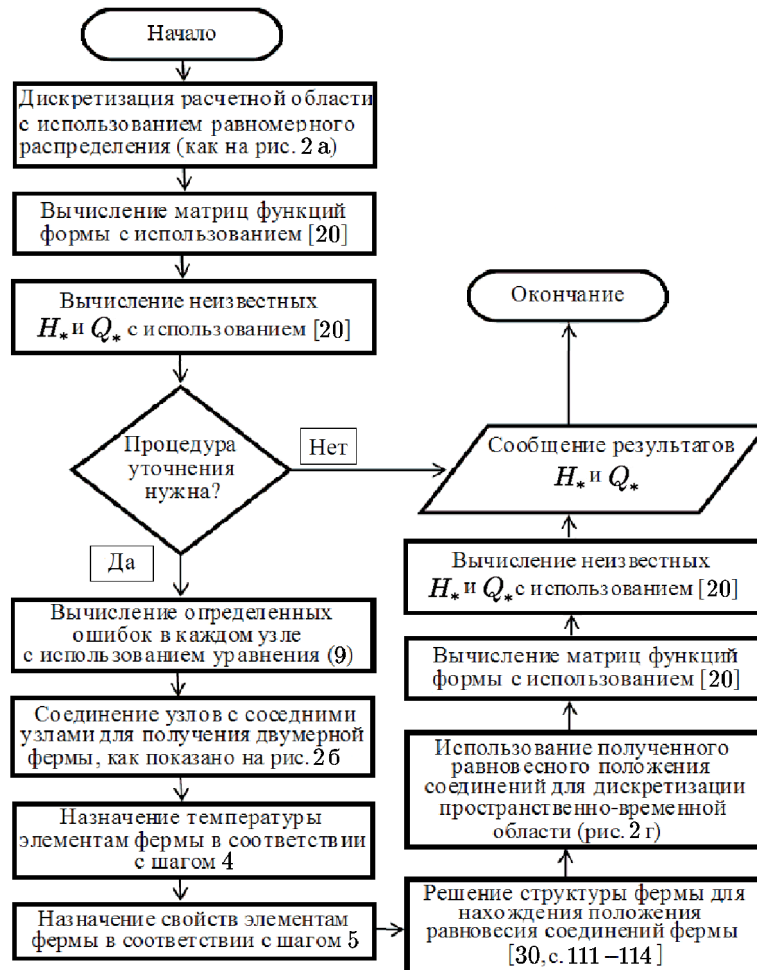 Начало
Дискретизация расчетной области
с использованием равномерного
распределения (как на рис. 2 а)
Вычисление матриц функций
формы с использованием [20]
Вычисление неизвестных
H* и Q* с использованием [20]
Процедура
уточнения
нужна?
Нет
Да
Вычисление определенных
ошибок в каждом узле
с использованием уравнения (9)
Соединение узлов с соседними
узлами для получения двумерной
фермы, как показано на рис. 2б
Назначение температуры
элементам фермы в соответствии
с шагом 4
Назначение свойств элементам
фермы в соответствии с шагом 5
Решение структуры фермы для
нахождения положения
равновесия соединений фермы
[30, с. 111–114]
Использование полученного
равновесного положения
соединений для дискретизации
пространственно-временной
области (рис. 2 г)
Вычисление матриц функций
формы с использованием [20]
Вычисление неизвестных
H* и Q* с использованием [20]
Сообщение результатов
H* и Q*
Окончание